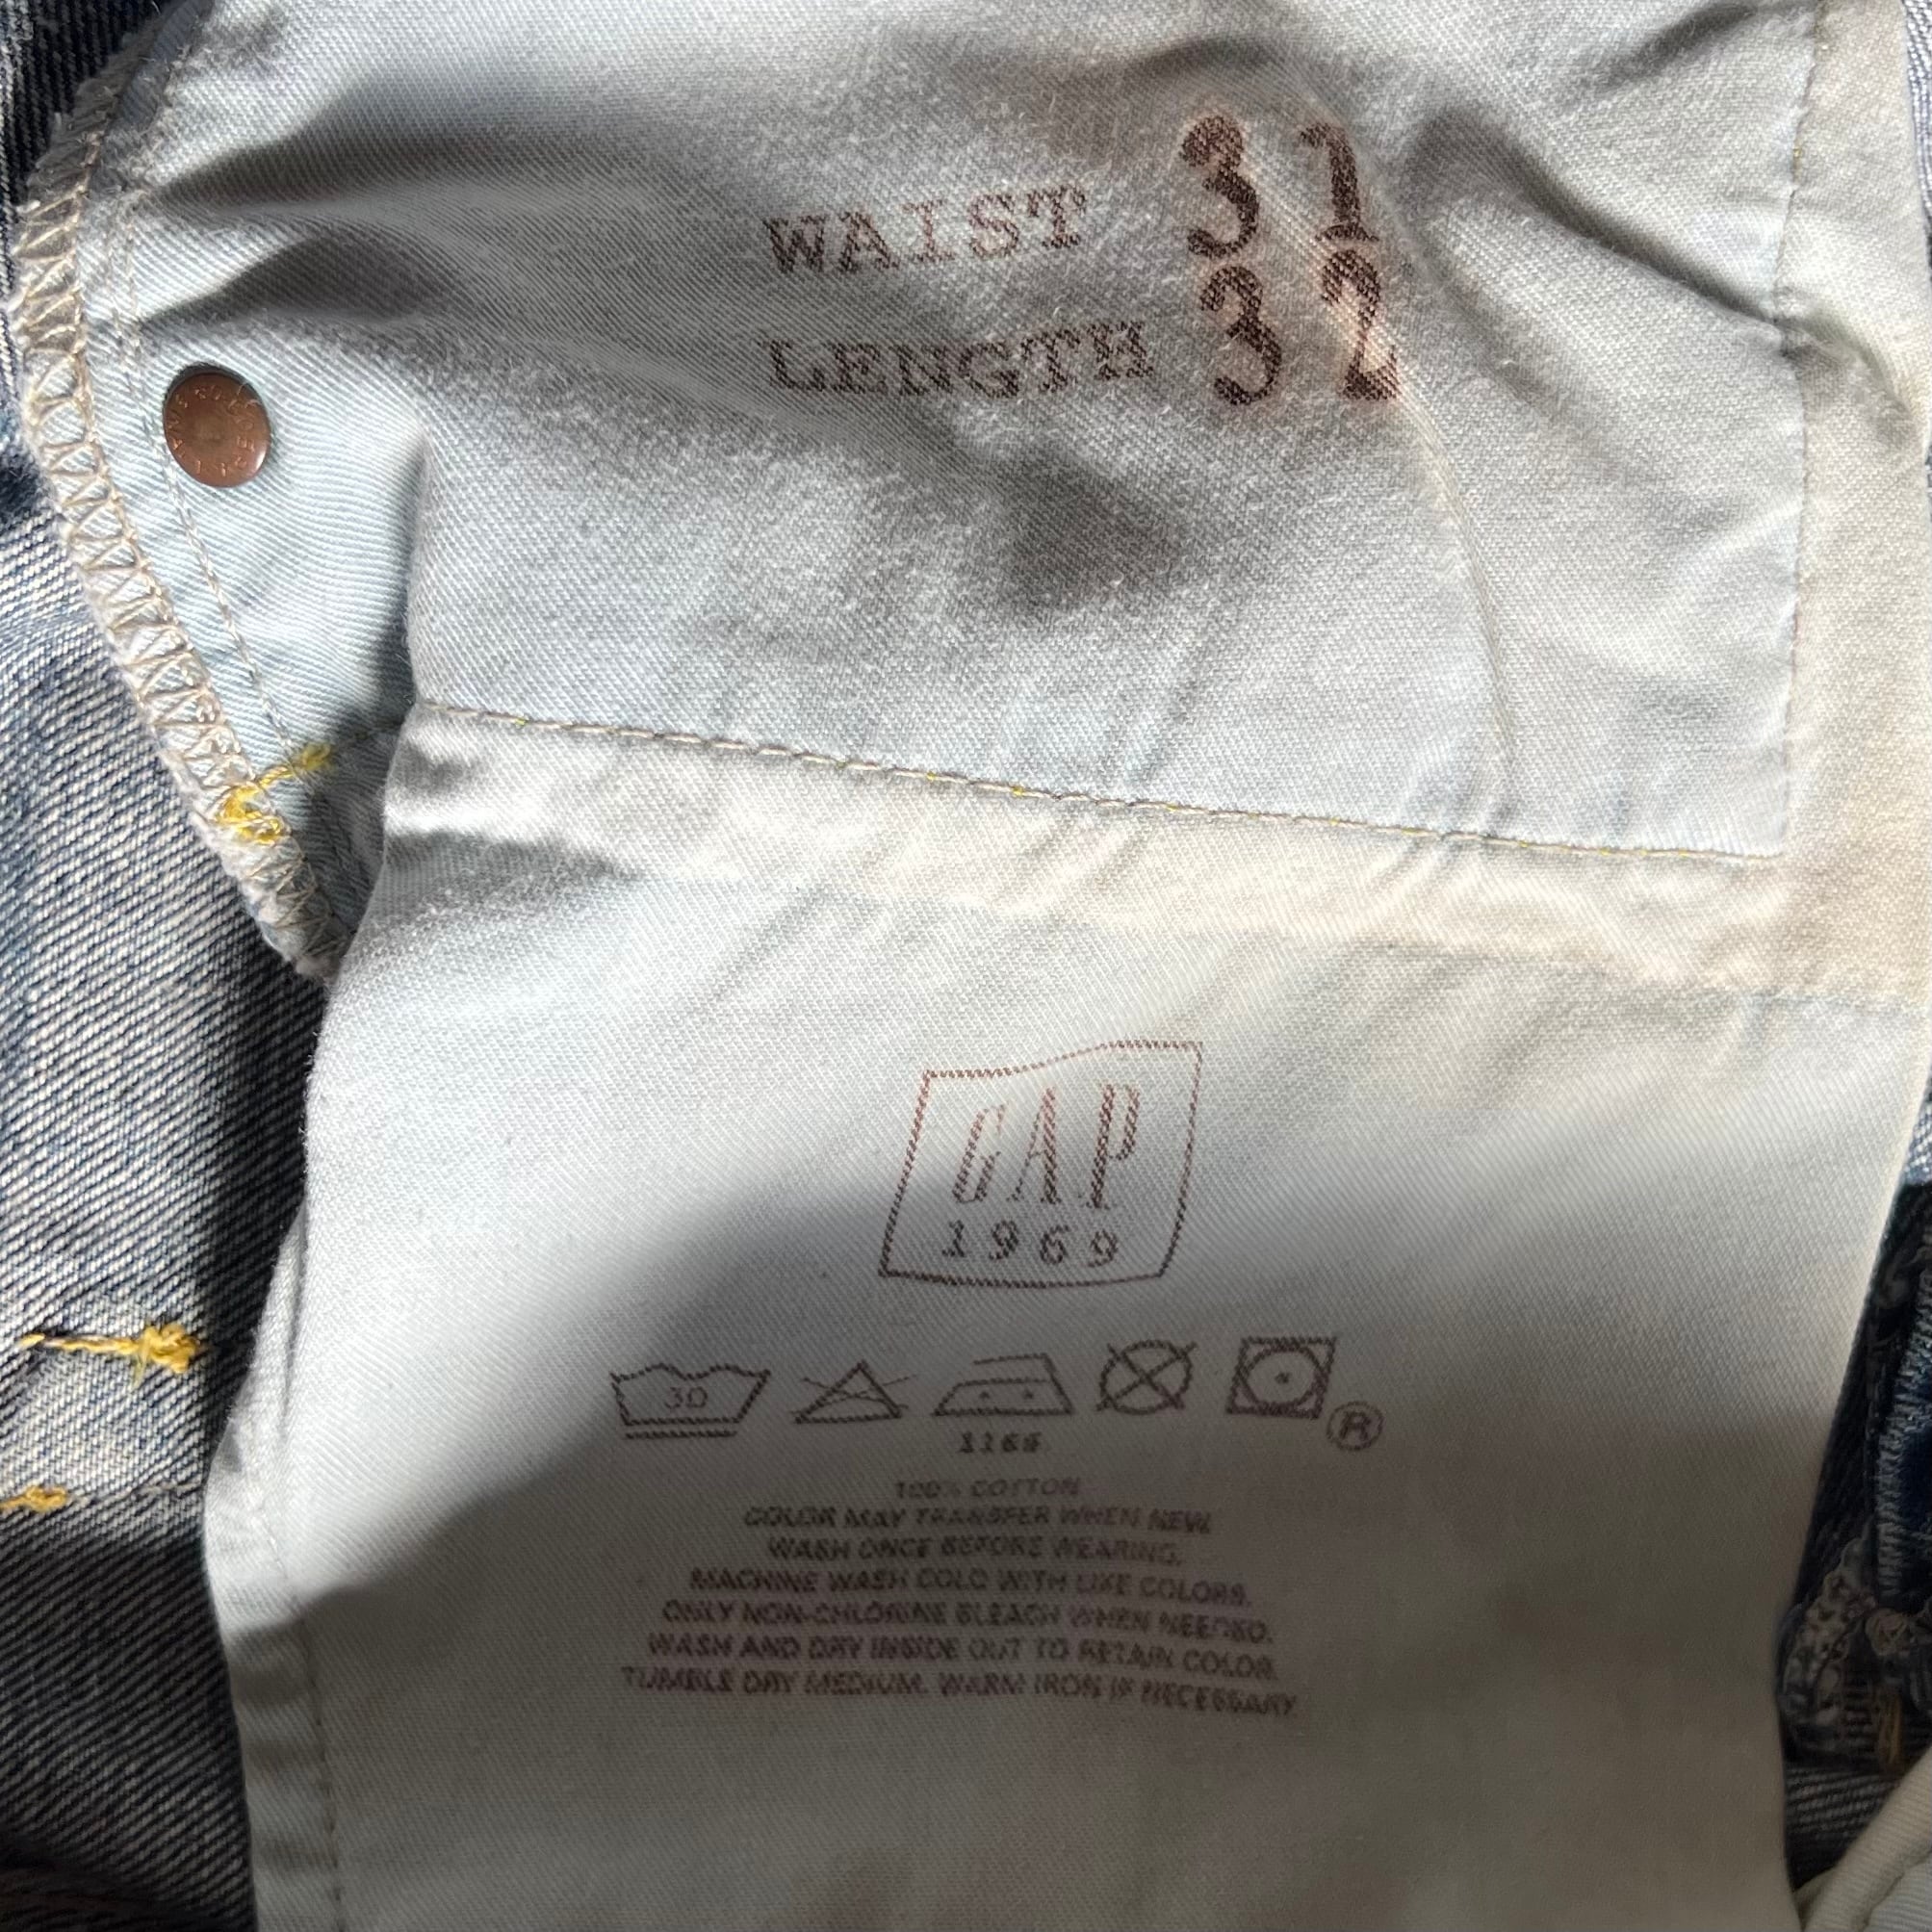 WAIST 31
LENGTH 32
GAP
1969
30
®
100% COTTON
COLOR MAY TRANSFER WHEN NEW.
WASH ONCE BEFORE WEARING.
MACHINE WASH COLD WITH LIKE COLORS.
ONLY NON-CHLORINE BLEACH WHEN NEEDED.
WASH AND DRY INSIDE OUT TO RETAIN COLOR.
TUMBLE DRY MEDIUM. WARM IRON IF NECESSARY